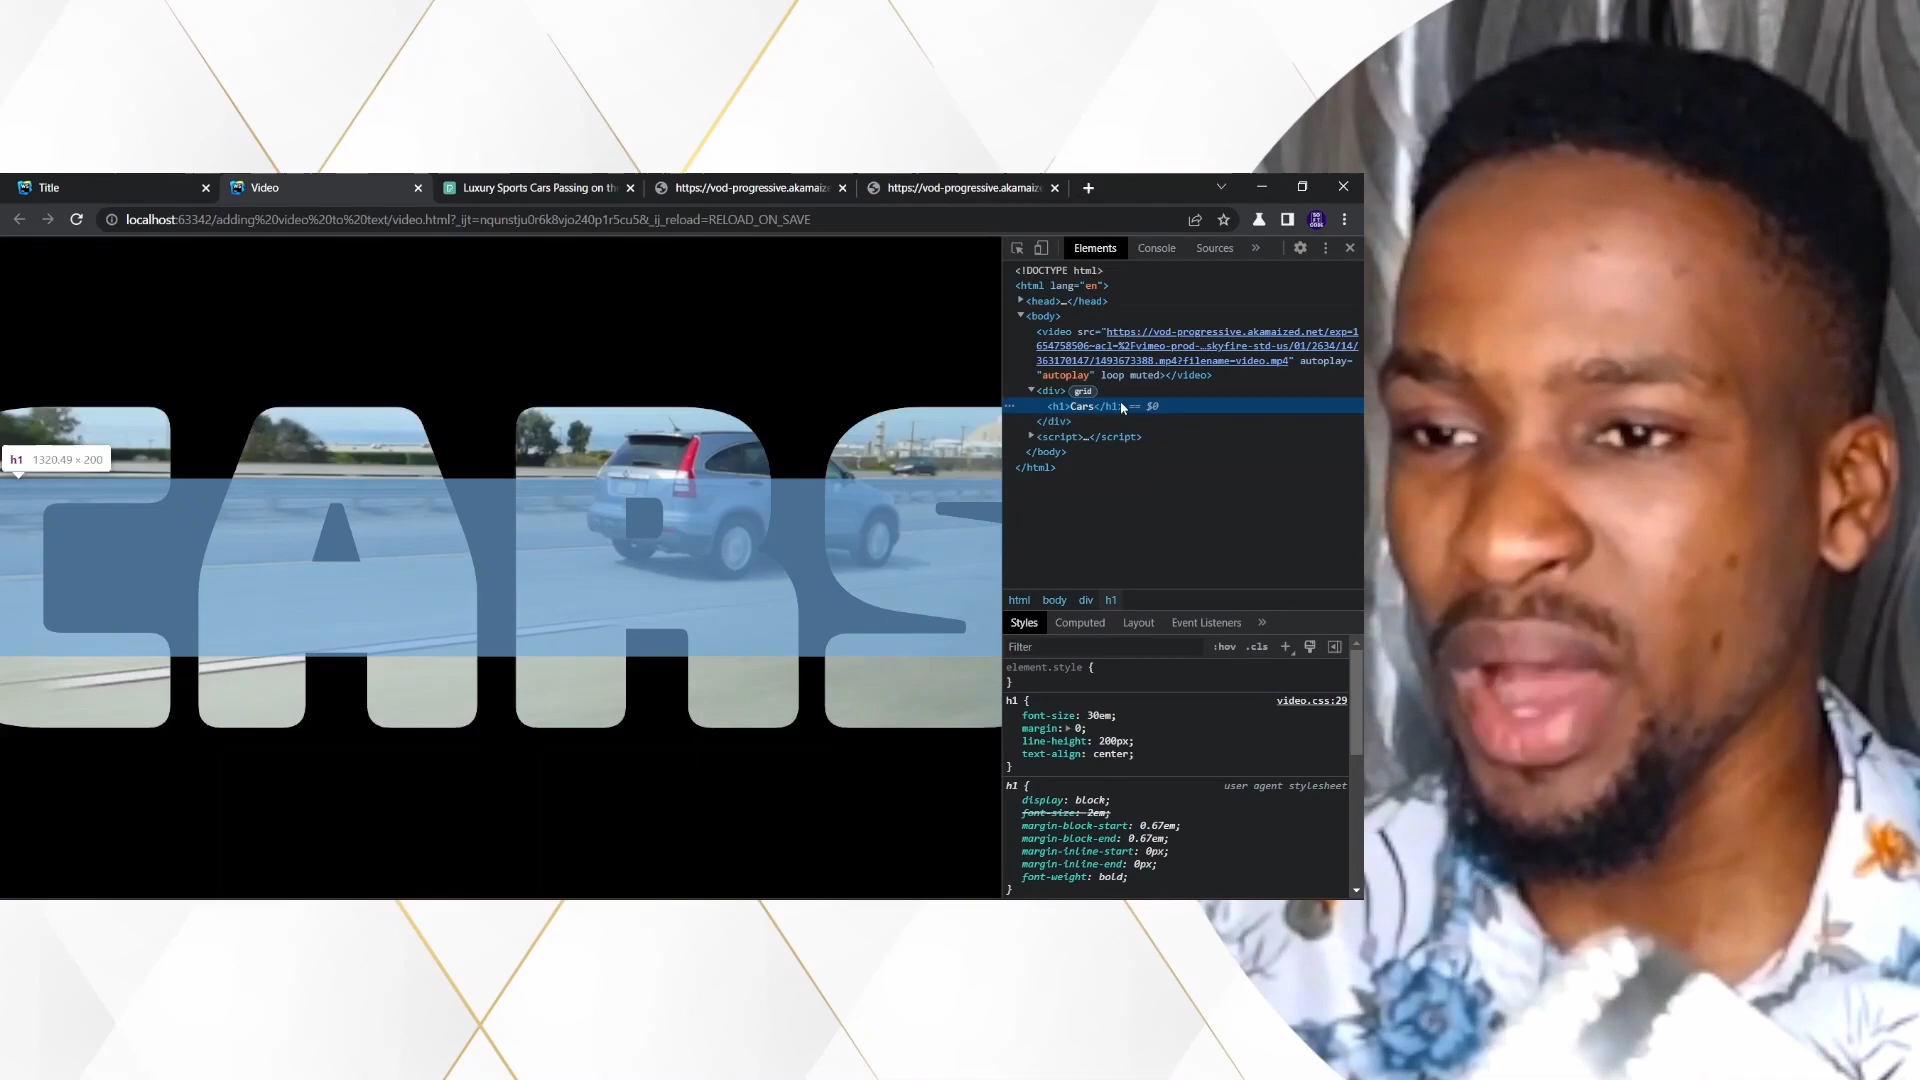 Title
Video
Luxury Sports Cars Passing on th
https://vod-progressive.akamaize
https://vod-progressive.akamaiz
localhost:63342/adding%20video%20to%20text/video.html?_ijt=nqunstju0r6k8vjo240p1r5cu5&_ij_reload=RELOAD_ON_SAVE
Elements
Console
Sources
<!DOCTYPE html>
<html lang="en">
<head>…</head>
<body>
<video src="https://vod-progressive.akamaized.net/exp=1
654758506~acl=%2Fvimeo-prod-…skyfire-std-us/01/2634/14/
363170147/1493673388.mp4?filename=video.mp4" autoplay=
"autoplay" loop muted></video>
<div> grid
<h1>Cars</h1> == $0
</div>
<script>…</script>
</body>
</html>
CARS
h1 1320.49 × 200
html body div h1
Styles Computed Layout Event Listeners
Filter :hov .cls
element.style {
}
h1 { video.css:29
font-size: 30em;
margin: 0;
line-height: 200px;
text-align: center;
}
h1 { user agent stylesheet
display: block;
font-size: 2em;
margin-block-start: 0.67em;
margin-block-end: 0.67em;
margin-inline-start: 0px;
margin-inline-end: 0px;
font-weight: bold;
}